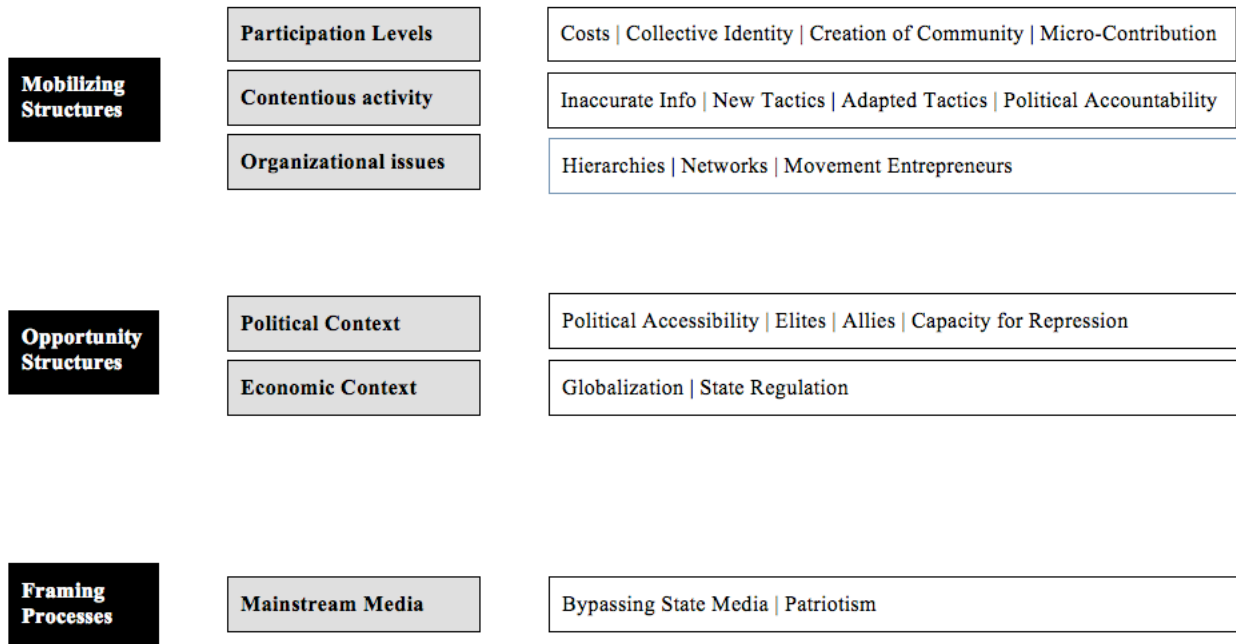 Participation Levels
Costs | Collective Identity | Creation of Community | Micro-Contribution
Mobilizing
Structures
Contentious activity
Inaccurate Info | New Tactics | Adapted Tactics | Political Accountability
Organizational issues
Hierarchies | Networks | Movement Entrepreneurs
Opportunity
Structures
Political Context
Political Accessibility | Elites | Allies | Capacity for Repression
Economic Context
Globalization | State Regulation
Framing
Processes
Mainstream Media
Bypassing State Media | Patriotism